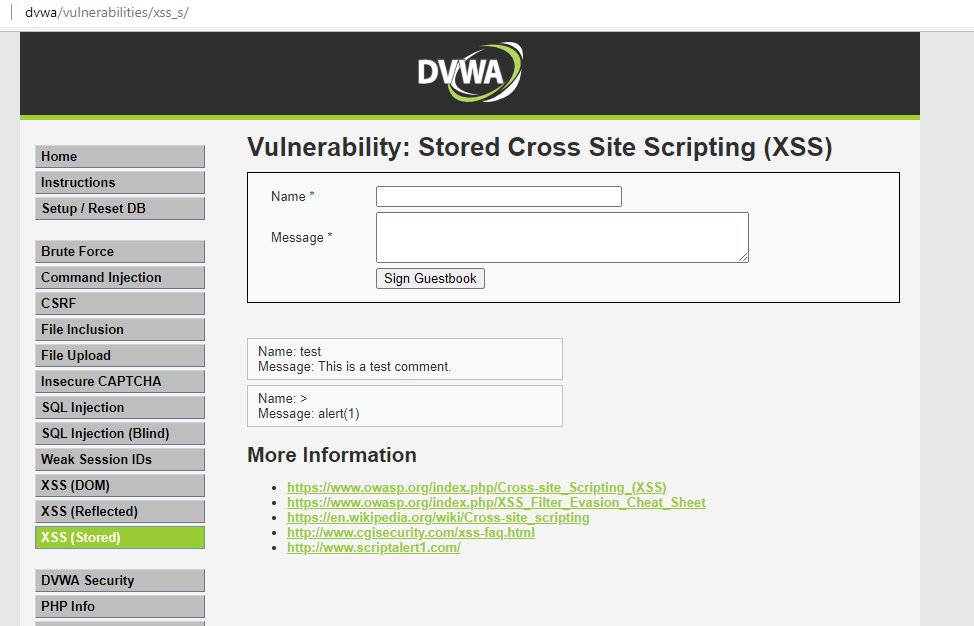 dvwa/vulnerabilities/xss_s/
DVWA
Home
Instructions
Setup / Reset DB
Brute Force
Command Injection
CSRF
File Inclusion
File Upload
Insecure CAPTCHA
SQL Injection
SQL Injection (Blind)
Weak Session IDs
XSS (DOM)
XSS (Reflected)
XSS (Stored)
DVWA Security
PHP Info
Vulnerability: Stored Cross Site Scripting (XSS)
Name *
Message *
Sign Guestbook
Name: test
Message: This is a test comment.
Name: >
Message: alert(1)
More Information
https://www.owasp.org/index.php/Cross-site_Scripting_(XSS)
https://www.owasp.org/index.php/XSS_Filter_Evasion_Cheat_Sheet
https://en.wikipedia.org/wiki/Cross-site_scripting
http://www.cgisecurity.com/xss-faq.html
http://www.scriptalert1.com/